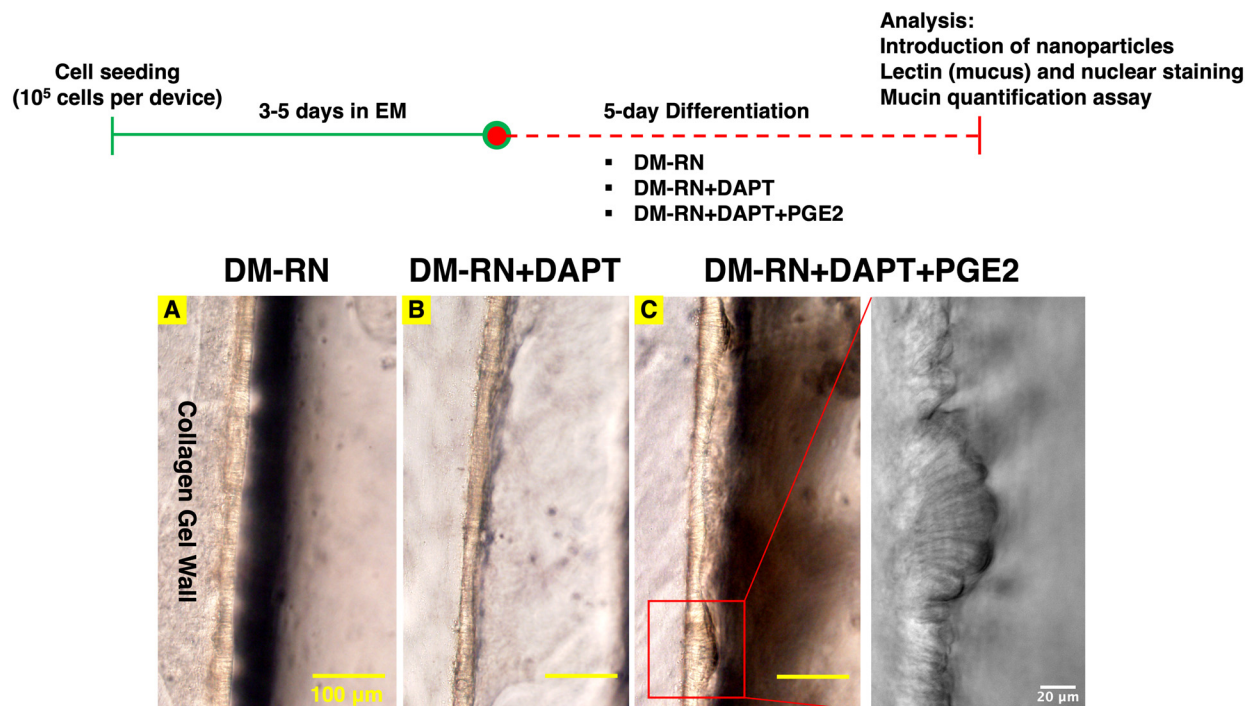 Analysis:
Introduction of nanoparticles
Lectin (mucus) and nuclear staining
Mucin quantification assay
Cell seeding
(10⁵ cells per device)
3-5 days in EM
5-day Differentiation
▪ DM-RN
▪ DM-RN+DAPT
▪ DM-RN+DAPT+PGE2
DM-RN
DM-RN+DAPT
DM-RN+DAPT+PGE2
A
B
C
Collagen Gel Wall
100 µm
20 µm